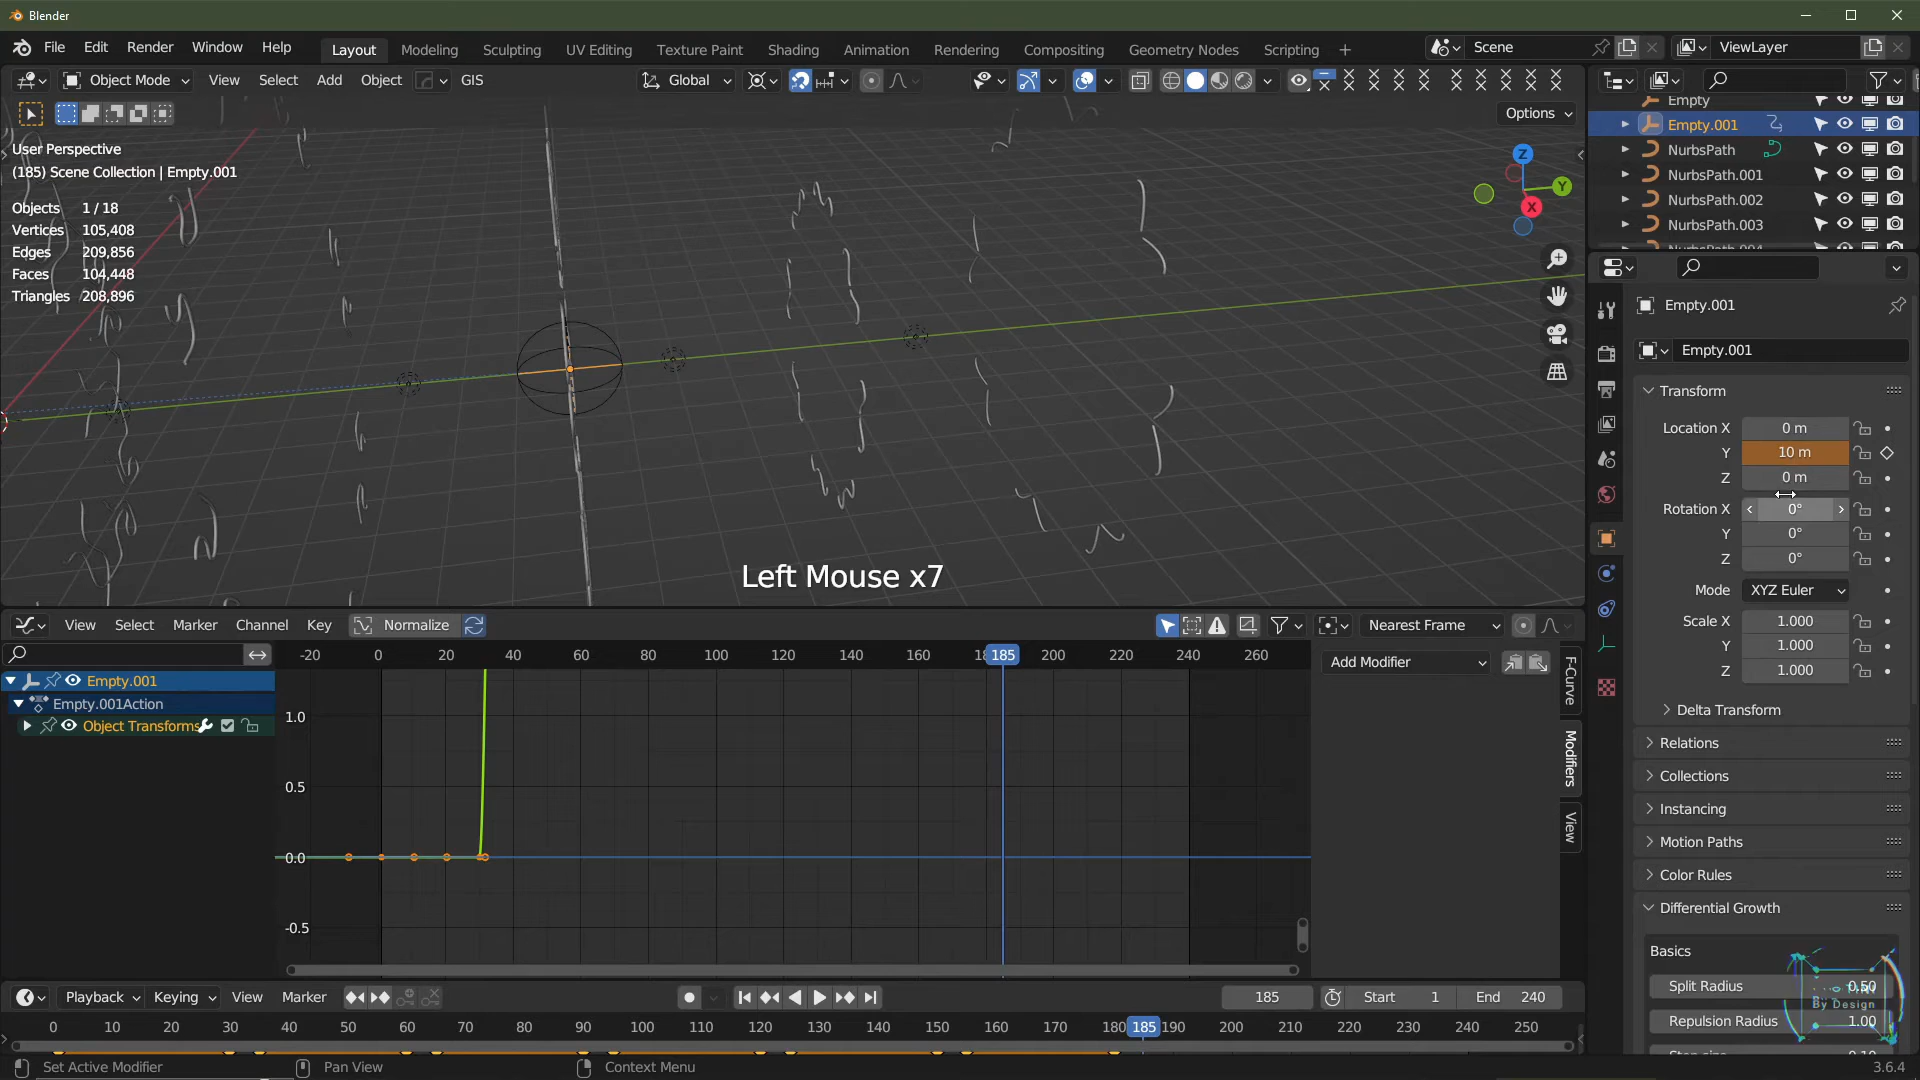 Blender
File Edit Render Window Help Layout Modeling Sculpting UV Editing Texture Paint Shading Animation Rendering Compositing Geometry Nodes Scripting + Scene ViewLayer
Object Mode View Select Add Object GIS Global
Options
User Perspective
(185) Scene Collection | Empty.001
Objects 1 / 18
Vertices 105,408
Edges 209,856
Faces 104,448
Triangles 208,896
Z
Y
X
Left Mouse x7
Empty
Empty.001
NurbsPath
NurbsPath.001
NurbsPath.002
NurbsPath.003
Empty.001
Empty.001
Transform
Location X 0 m
Y 10 m
Z 0 m
Rotation X 0°
Y 0°
Z 0°
Mode XYZ Euler
Scale X 1.000
Y 1.000
Z 1.000
Delta Transform
Relations
Collections
Instancing
Motion Paths
Color Rules
Differential Growth
Basics
Split Radius 0.50
By Design
Repulsion Radius 1.00
View Select Marker Channel Key Normalize Nearest Frame
-20 0 20 40 60 80 100 120 140 160 185 200 220 240 260
Empty.001
Empty.001Action
Object Transforms
1.0
0.5
0.0
-0.5
Add Modifier
F-Curve
Modifiers
View
Playback Keying View Marker 185 Start 1 End 240
0 10 20 30 40 50 60 70 80 90 100 110 120 130 140 150 160 170 180 185 190 200 210 220 230 240 250
Set Active Modifier Pan View Context Menu 3.6.4